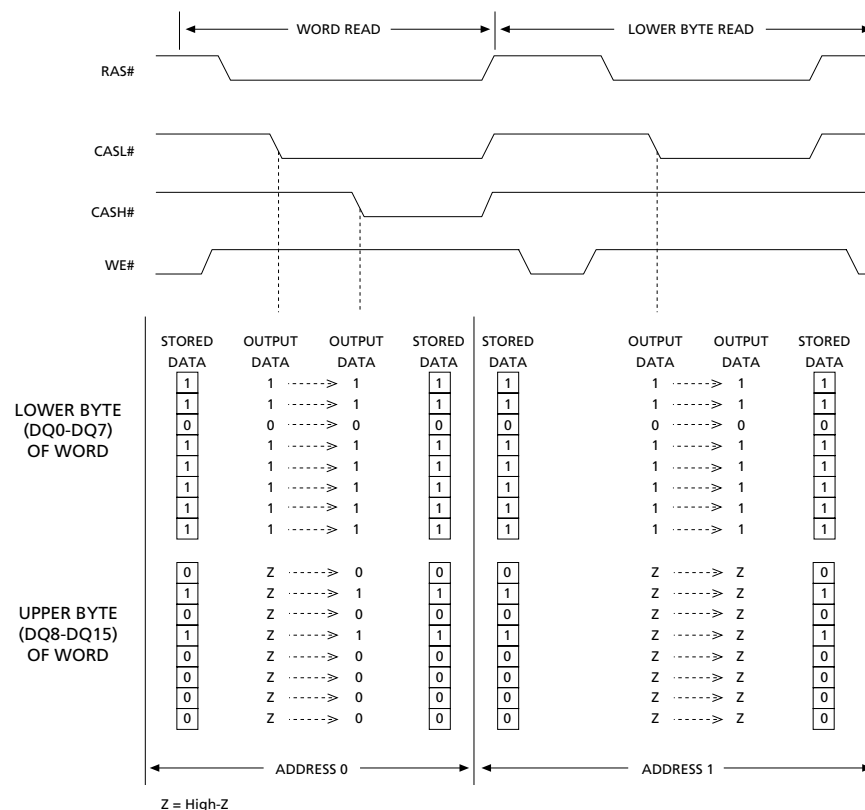 WORD READ LOWER BYTE READ
RAS#
CASL#
CASH#
WE#
STORED OUTPUT OUTPUT STORED STORED OUTPUT OUTPUT STORED
DATA DATA DATA DATA DATA DATA DATA DATA
LOWER BYTE
(DQ0-DQ7)
OF WORD
1 1 1 1 1 1 1 1
1 1 1 1 1 1 1 1
0 0 0 0 0 0 0 0
1 1 1 1 1 1 1 1
1 1 1 1 1 1 1 1
1 1 1 1 1 1 1 1
1 1 1 1 1 1 1 1
1 1 1 1 1 1 1 1
UPPER BYTE
(DQ8-DQ15)
OF WORD
0 Z 0 0 0 Z Z 0
1 Z 1 1 1 Z Z 1
0 Z 0 0 0 Z Z 0
1 Z 1 1 1 Z Z 1
0 Z 0 0 0 Z Z 0
0 Z 0 0 0 Z Z 0
0 Z 0 0 0 Z Z 0
0 Z 0 0 0 Z Z 0
ADDRESS 0 ADDRESS 1
Z = High-Z